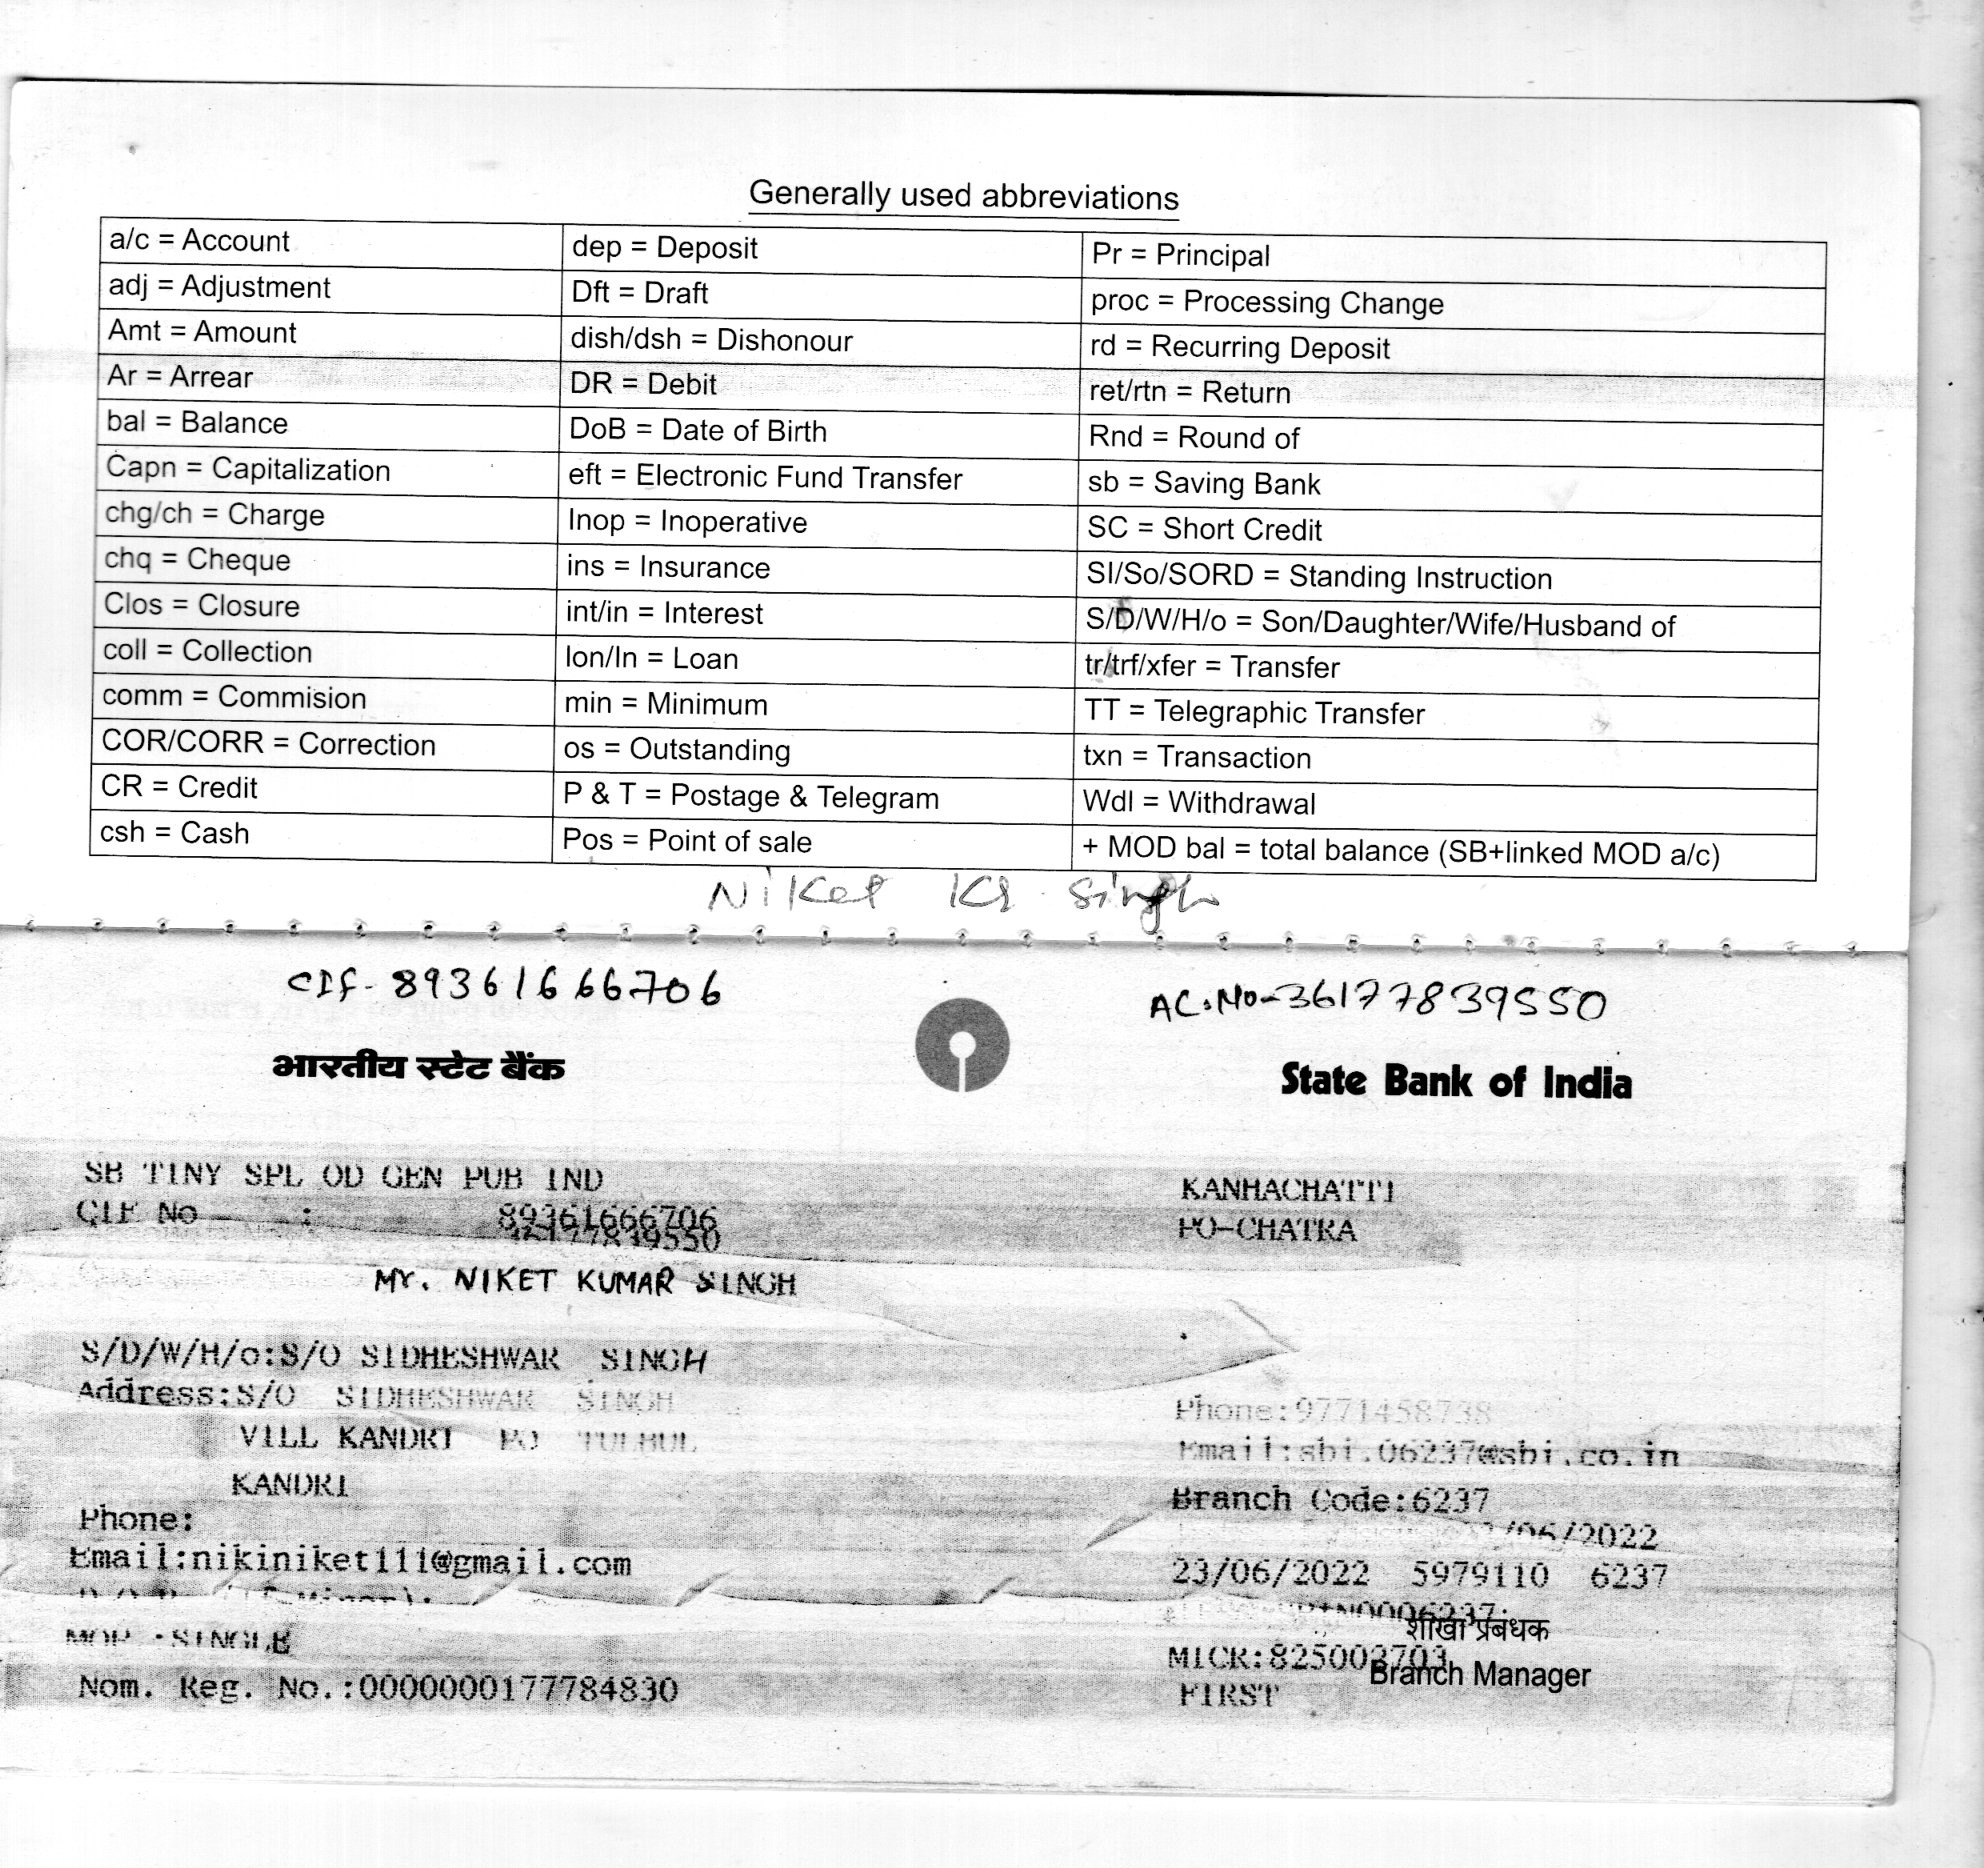 Generally used abbreviations
a/c = Account
dep = Deposit
Pr = Principal
adj = Adjustment
Dft = Draft
proc = Processing Change
Amt = Amount
dish/dsh = Dishonour
rd = Recurring Deposit
Ar = Arrear
DR = Debit
ret/rtn = Return
bal = Balance
DoB = Date of Birth
Rnd = Round of
Capn = Capitalization
eft = Electronic Fund Transfer
sb = Saving Bank
chg/ch = Charge
Inop = Inoperative
SC = Short Credit
chq = Cheque
ins = Insurance
SI/So/SORD = Standing Instruction
Clos = Closure
int/in = Interest
S/D/W/H/o = Son/Daughter/Wife/Husband of
coll = Collection
lon/ln = Loan
tr/trf/xfer = Transfer
comm = Commision
min = Minimum
TT = Telegraphic Transfer
COR/CORR = Correction
os = Outstanding
txn = Transaction
CR = Credit
P & T = Postage & Telegram
Wdl = Withdrawal
csh = Cash
Pos = Point of sale
+ MOD bal = total balance (SB+linked MOD a/c)
Niket Kr Singh
CIF- 89361666706
AC.No-36177839550
भारतीय स्टेट बैंक
State Bank of India
SB TINY SPL OD GEN PUB IND
KANHACHATTI
CIF No : 89361666706
PO-CHATRA
36177839550
Mr. NIKET KUMAR SINGH
S/D/W/H/o:S/O SIDHESHWAR SINGH
Address:S/O SIDHESHWAR SINGH
Phone:9771458738
VILL KANDRI PO TULHUL
Email:sbi.06237@sbi.co.in
KANDRI
Branch Code:6237
Phone:
/06/2022
Email:nikiniket111@gmail.com
23/06/2022 5979110 6237
शाखा प्रबंधक
MOP :SINGLE
MICR:825002703
Branch Manager
Nom. Reg. No.:0000000177784830
FIRST